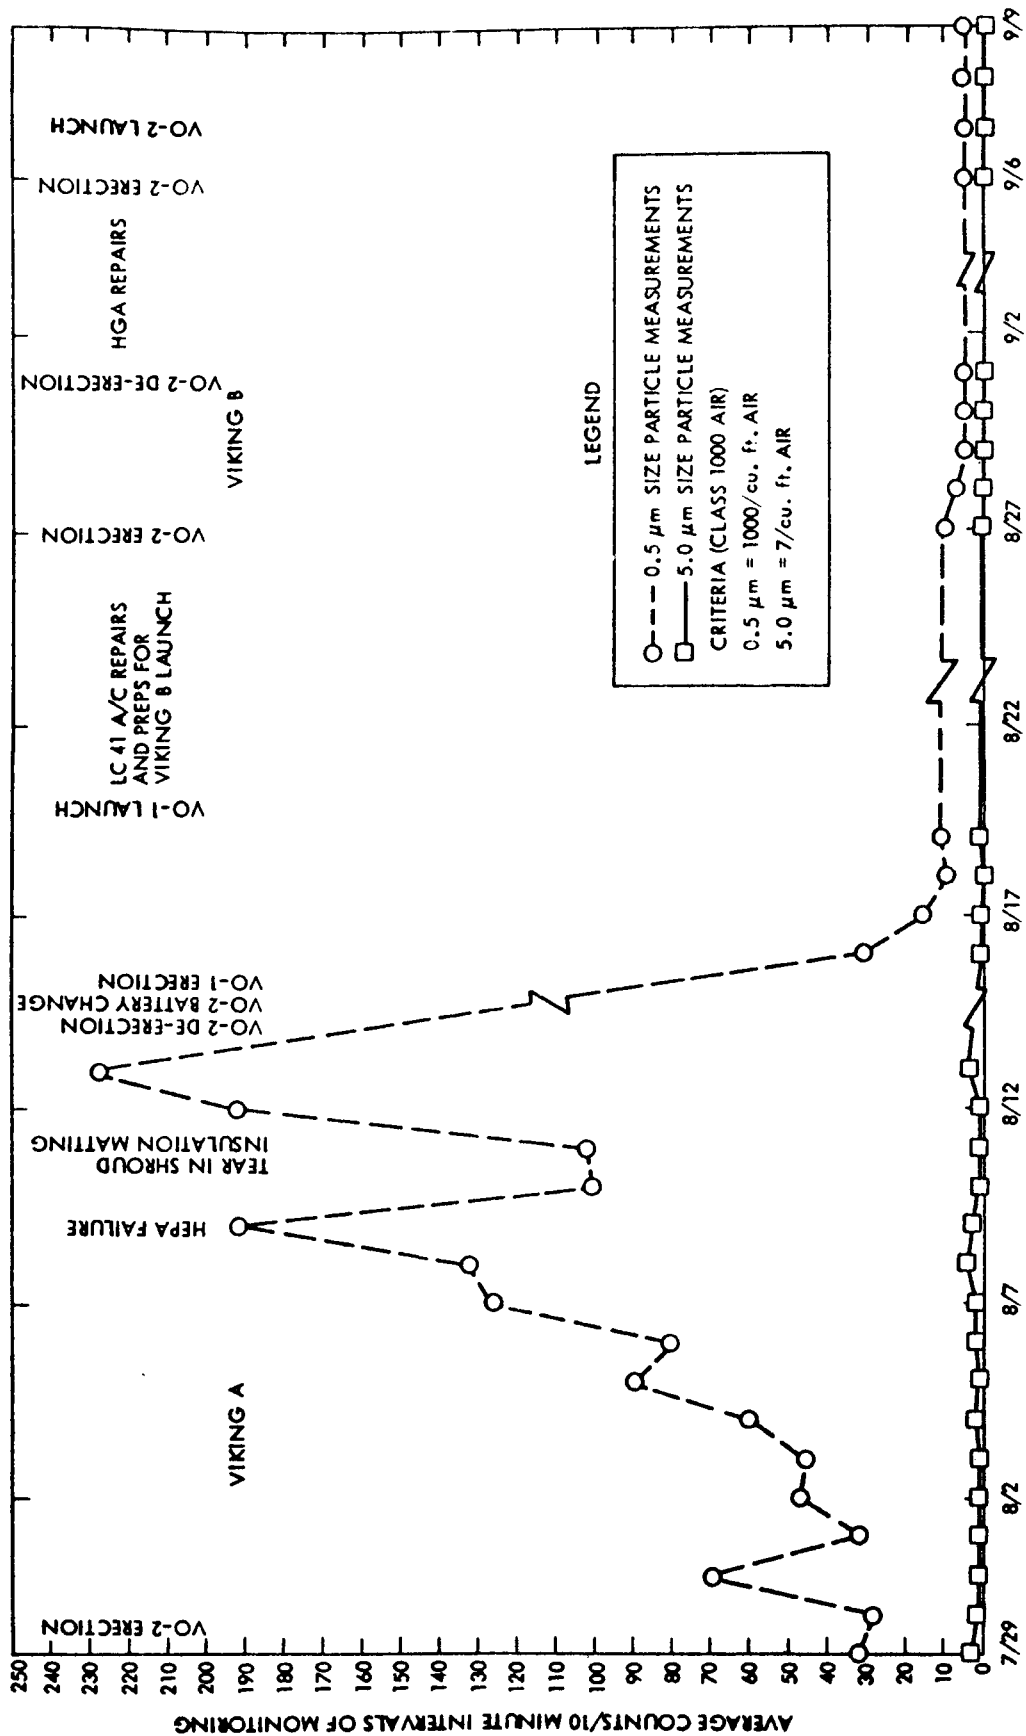 AVERAGE COUNTS/10 MINUTE INTERVALS OF MONITORING
250
240
230
220
210
200
190
180
170
160
150
140
130
120
110
100
90
80
70
60
50
40
30
20
10
0
7/29
8/2
8/7
8/12
8/17
8/22
8/27
9/2
9/6
9/9
VO-2 ERECTION
VIKING A
HEPA FAILURE
TEAR IN SHROUD
INSULATION MATTING
VO-2 DE-ERECTION
VO-2 BATTERY CHANGE
VO-1 ERECTION
VO-1 LAUNCH
LC 41 A/C REPAIRS
AND PREPS FOR
VIKING B LAUNCH
VO-2 ERECTION
VIKING B
VO-2 DE-ERECTION
HGA REPAIRS
VO-2 ERECTION
VO-2 LAUNCH
LEGEND
0.5 μm SIZE PARTICLE MEASUREMENTS
5.0 μm SIZE PARTICLE MEASUREMENTS
CRITERIA (CLASS 1000 AIR)
0.5 μm = 1000/cu. ft. AIR
5.0 μm = 7/cu. ft. AIR